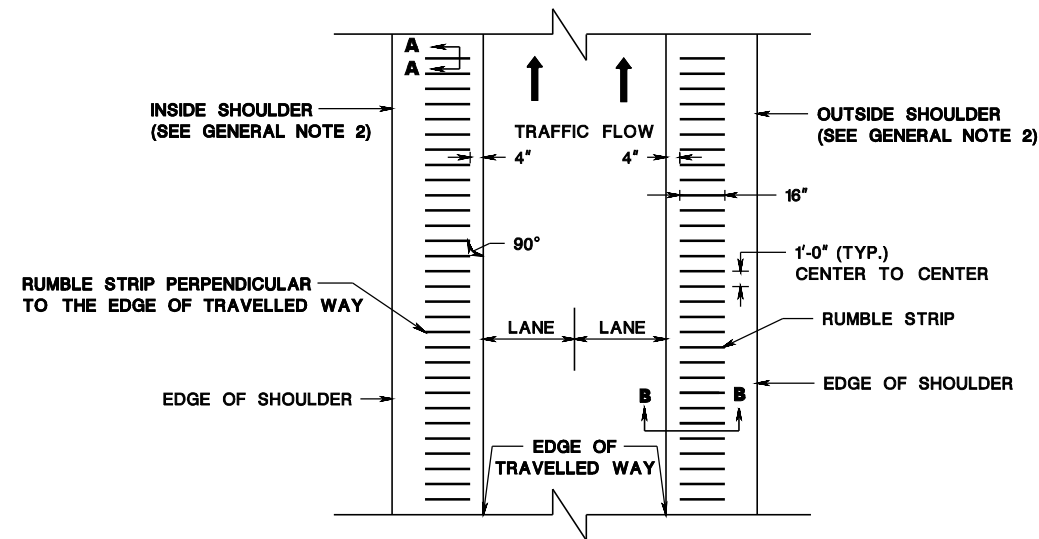 A
A
INSIDE SHOULDER
(SEE GENERAL NOTE 2)
OUTSIDE SHOULDER
(SEE GENERAL NOTE 2)
TRAFFIC FLOW
4"
4"
16"
90°
1'-0" (TYP.)
CENTER TO CENTER
RUMBLE STRIP PERPENDICULAR
TO THE EDGE OF TRAVELLED WAY
LANE
LANE
RUMBLE STRIP
EDGE OF SHOULDER
EDGE OF SHOULDER
B
B
EDGE OF
TRAVELLED WAY